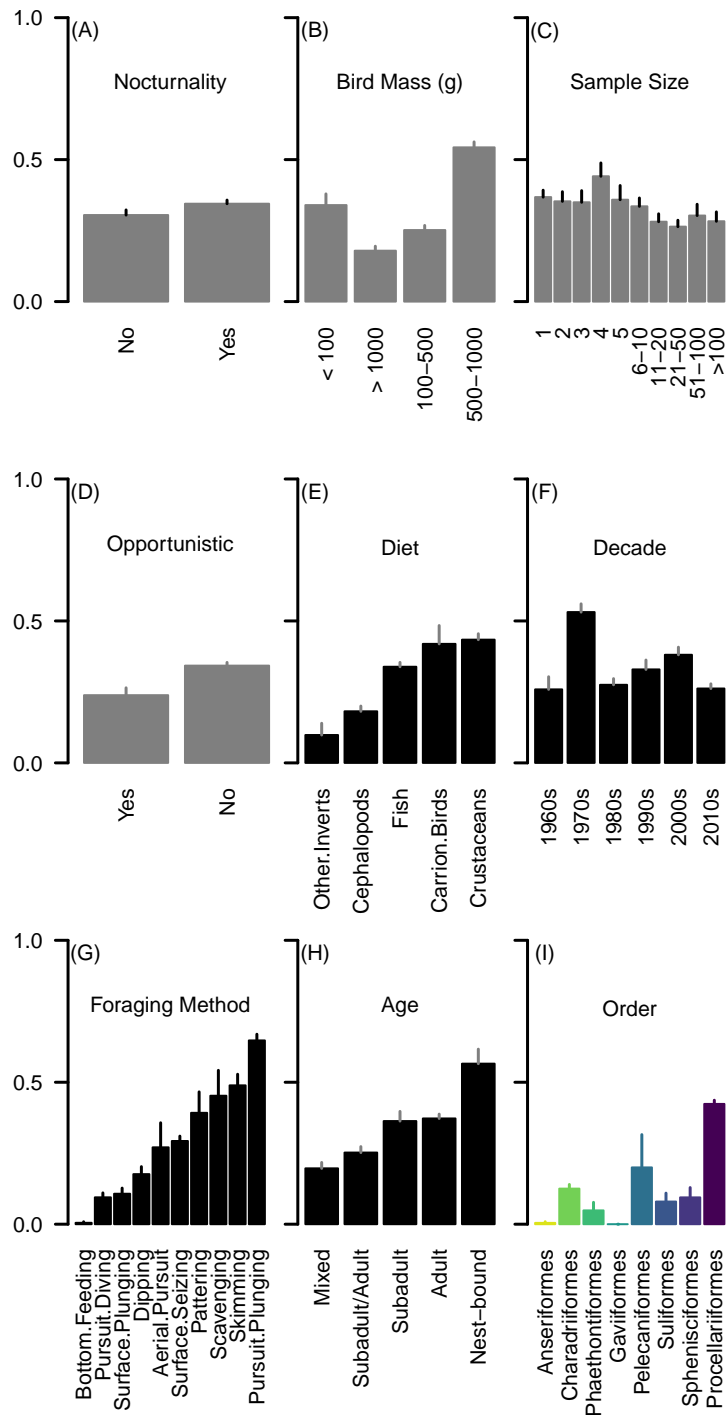 (A)
Nocturnality
1.0
0.5
0.0
No
Yes
(B)
Bird Mass (g)
< 100
> 1000
100−500
500−1000
(C)
Sample Size
1
2
3
4
5
6−10
11−20
21−50
51−100
>100
(D)
Opportunistic
1.0
0.5
0.0
Yes
No
(E)
Diet
Other.Inverts
Cephalopods
Fish
Carrion.Birds
Crustaceans
(F)
Decade
1960s
1970s
1980s
1990s
2000s
2010s
(G)
Foraging Method
1.0
0.5
0.0
Bottom.Feeding
Pursuit.Diving
Surface.Plunging
Dipping
Aerial.Pursuit
Surface.Seizing
Pattering
Scavenging
Skimming
Pursuit.Plunging
(H)
Age
Mixed
Subadult/Adult
Subadult
Adult
Nest−bound
(I)
Order
Anseriformes
Charadriiformes
Phaethontiformes
Gaviiformes
Pelecaniformes
Suliformes
Sphenisciformes
Procellariiformes